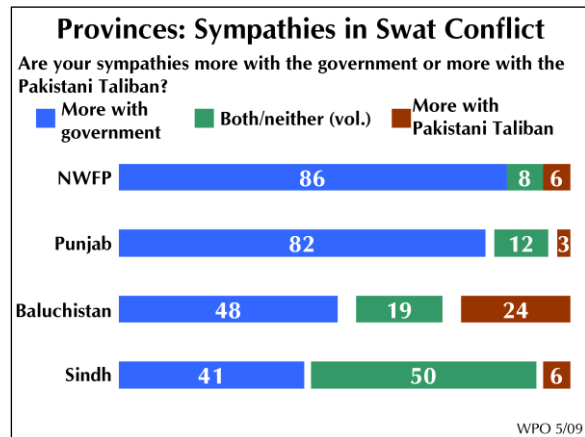 Provinces: Sympathies in Swat Conflict
Are your sympathies more with the government or more with the
Pakistani Taliban?
More with
government
Both/neither (vol.)
More with
Pakistani Taliban
NWFP 86 8 6
Punjab 82 12 3
Baluchistan 48 19 24
Sindh 41 50 6
WPO 5/09